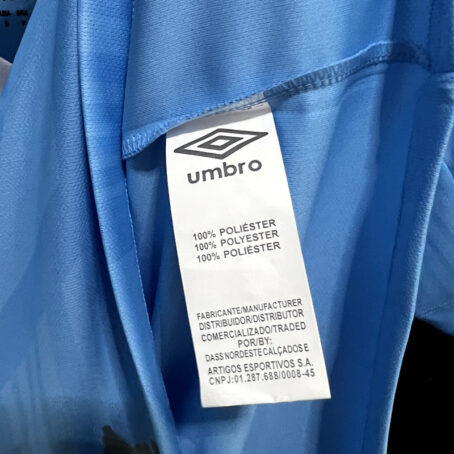 umbro
100% POLIÉSTER
100% POLYESTER
100% POLIÉSTER
FABRICANTE/MANUFACTURER
DISTRIBUIDOR/DISTRIBUTOR
COMERCIALIZADO/TRADED
POR/BY:
DASS NORDESTE CALÇADOS E
ARTIGOS ESPORTIVOS S.A.
CNPJ:01.287.688/0008-45